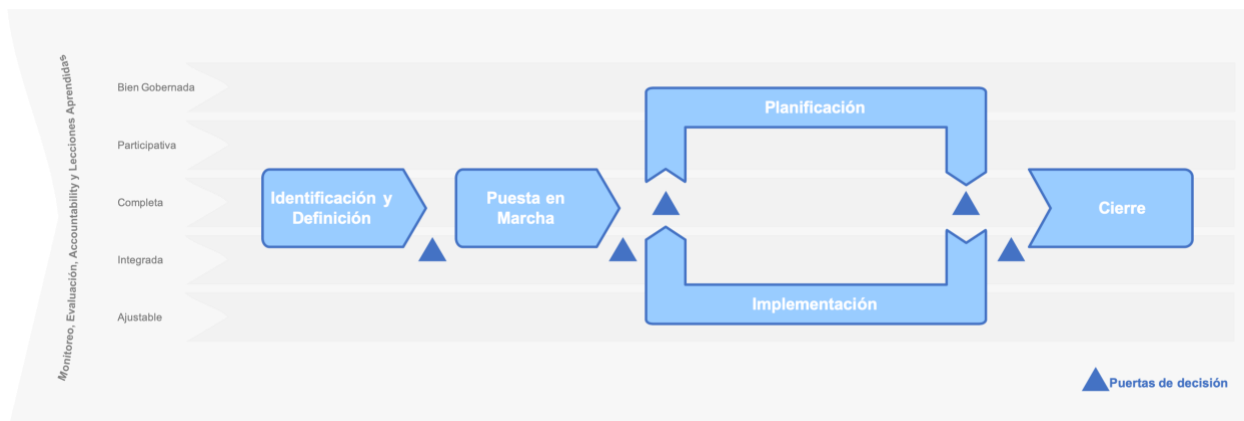 Monitoreo, Evaluación, Accountability y Lecciones Aprendidas
Bien Gobernada
Participativa
Completa
Integrada
Ajustable
Identificación y
Definición
Puesta en
Marcha
Planificación
Implementación
Cierre
Puertas de decisión